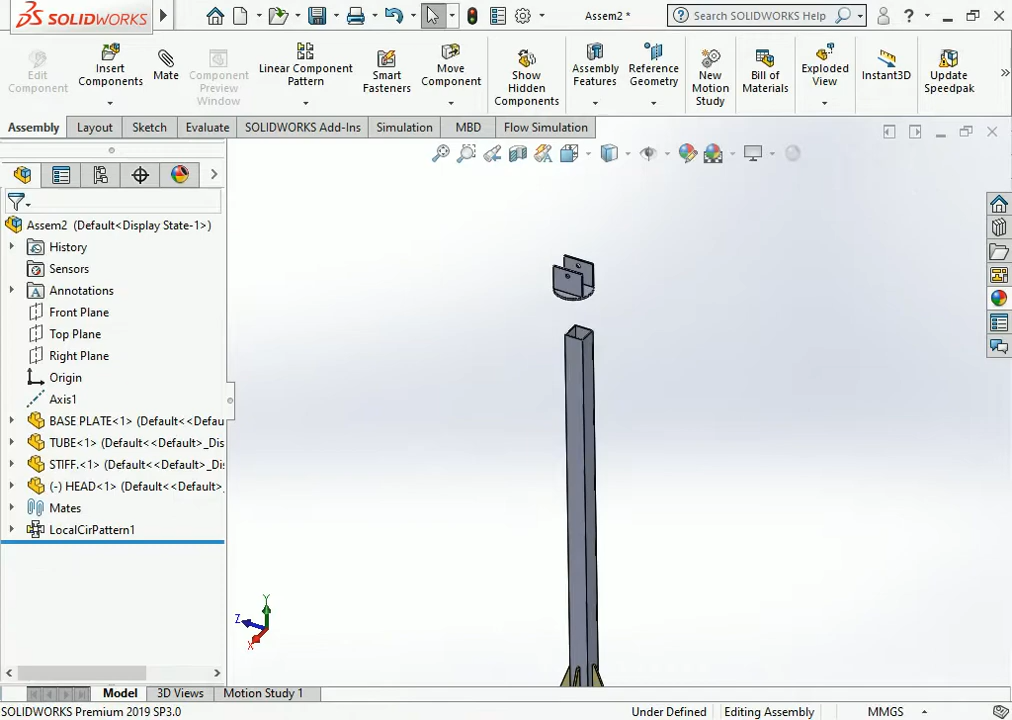 SOLIDWORKS
Assem2 *
Search SOLIDWORKS Help
?
Edit Component
Insert Components
Mate
Component Preview Window
Linear Component Pattern
Smart Fasteners
Move Component
Show Hidden Components
Assembly Features
Reference Geometry
New Motion Study
Bill of Materials
Exploded View
Instant3D
Update Speedpak
Assembly
Layout
Sketch
Evaluate
SOLIDWORKS Add-Ins
Simulation
MBD
Flow Simulation
Assem2 (Default<Display State-1>)
History
Sensors
Annotations
Front Plane
Top Plane
Right Plane
Origin
Axis1
BASE PLATE<1> (Default<<Defau
TUBE<1> (Default<<Default>_Dis
STIFF.<1> (Default<<Default>_Dis
(-) HEAD<1> (Default<<Default>_
Mates
LocalCirPattern1
Y
Z
X
Model
3D Views
Motion Study 1
SOLIDWORKS Premium 2019 SP3.0
Under Defined
Editing Assembly
MMGS